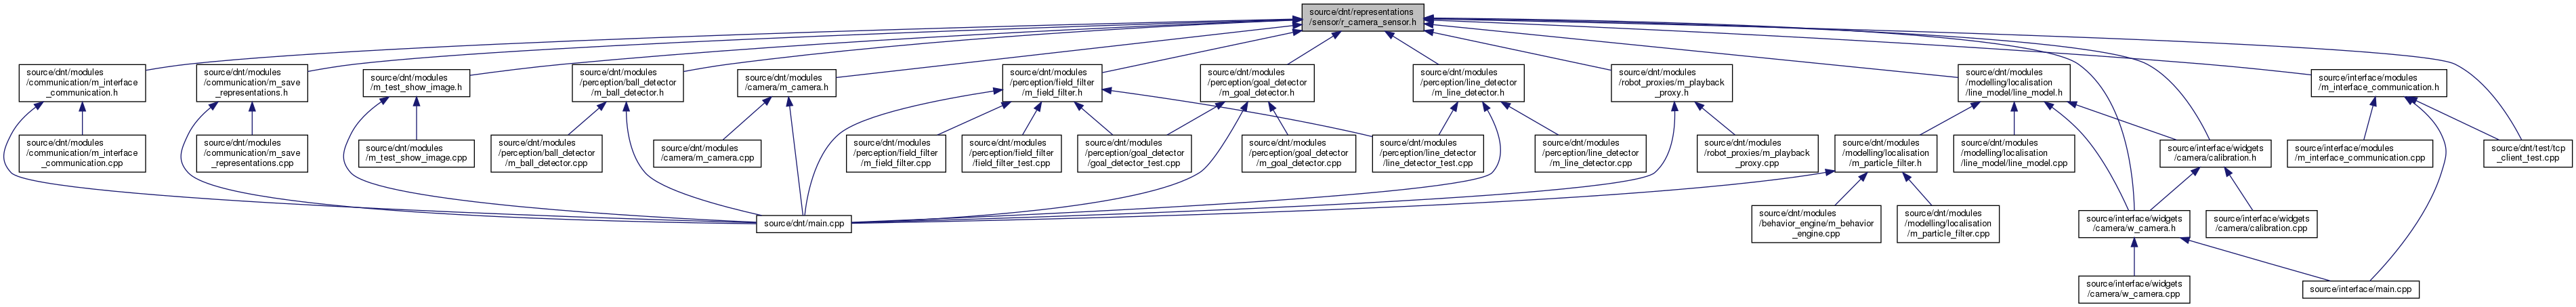 source/dnt/representations
/sensor/r_camera_sensor.h
source/dnt/modules
/communication/m_interface
_communication.h
source/dnt/modules
/communication/m_save
_representations.h
source/dnt/modules
/m_test_show_image.h
source/dnt/modules
/perception/ball_detector
/m_ball_detector.h
source/dnt/modules
/camera/m_camera.h
source/dnt/modules
/perception/field_filter
/m_field_filter.h
source/dnt/modules
/perception/goal_detector
/m_goal_detector.h
source/dnt/modules
/perception/line_detector
/m_line_detector.h
source/dnt/modules
/robot_proxies/m_playback
_proxy.h
source/dnt/modules
/modelling/localisation
/line_model/line_model.h
source/interface/modules
/m_interface_communication.h
source/dnt/modules
/communication/m_interface
_communication.cpp
source/dnt/modules
/communication/m_save
_representations.cpp
source/dnt/modules
/m_test_show_image.cpp
source/dnt/modules
/perception/ball_detector
/m_ball_detector.cpp
source/dnt/modules
/camera/m_camera.cpp
source/dnt/modules
/perception/field_filter
/m_field_filter.cpp
source/dnt/modules
/perception/field_filter
/field_filter_test.cpp
source/dnt/modules
/perception/goal_detector
/goal_detector_test.cpp
source/dnt/modules
/perception/goal_detector
/m_goal_detector.cpp
source/dnt/modules
/perception/line_detector
/line_detector_test.cpp
source/dnt/modules
/perception/line_detector
/m_line_detector.cpp
source/dnt/modules
/robot_proxies/m_playback
_proxy.cpp
source/dnt/modules
/modelling/localisation
/m_particle_filter.h
source/dnt/modules
/modelling/localisation
/line_model/line_model.cpp
source/interface/widgets
/camera/calibration.h
source/interface/modules
/m_interface_communication.cpp
source/dnt/test/tcp
_client_test.cpp
source/dnt/main.cpp
source/dnt/modules
/behavior_engine/m_behavior
_engine.cpp
source/dnt/modules
/modelling/localisation
/m_particle_filter.cpp
source/interface/widgets
/camera/w_camera.h
source/interface/widgets
/camera/calibration.cpp
source/interface/widgets
/camera/w_camera.cpp
source/interface/main.cpp